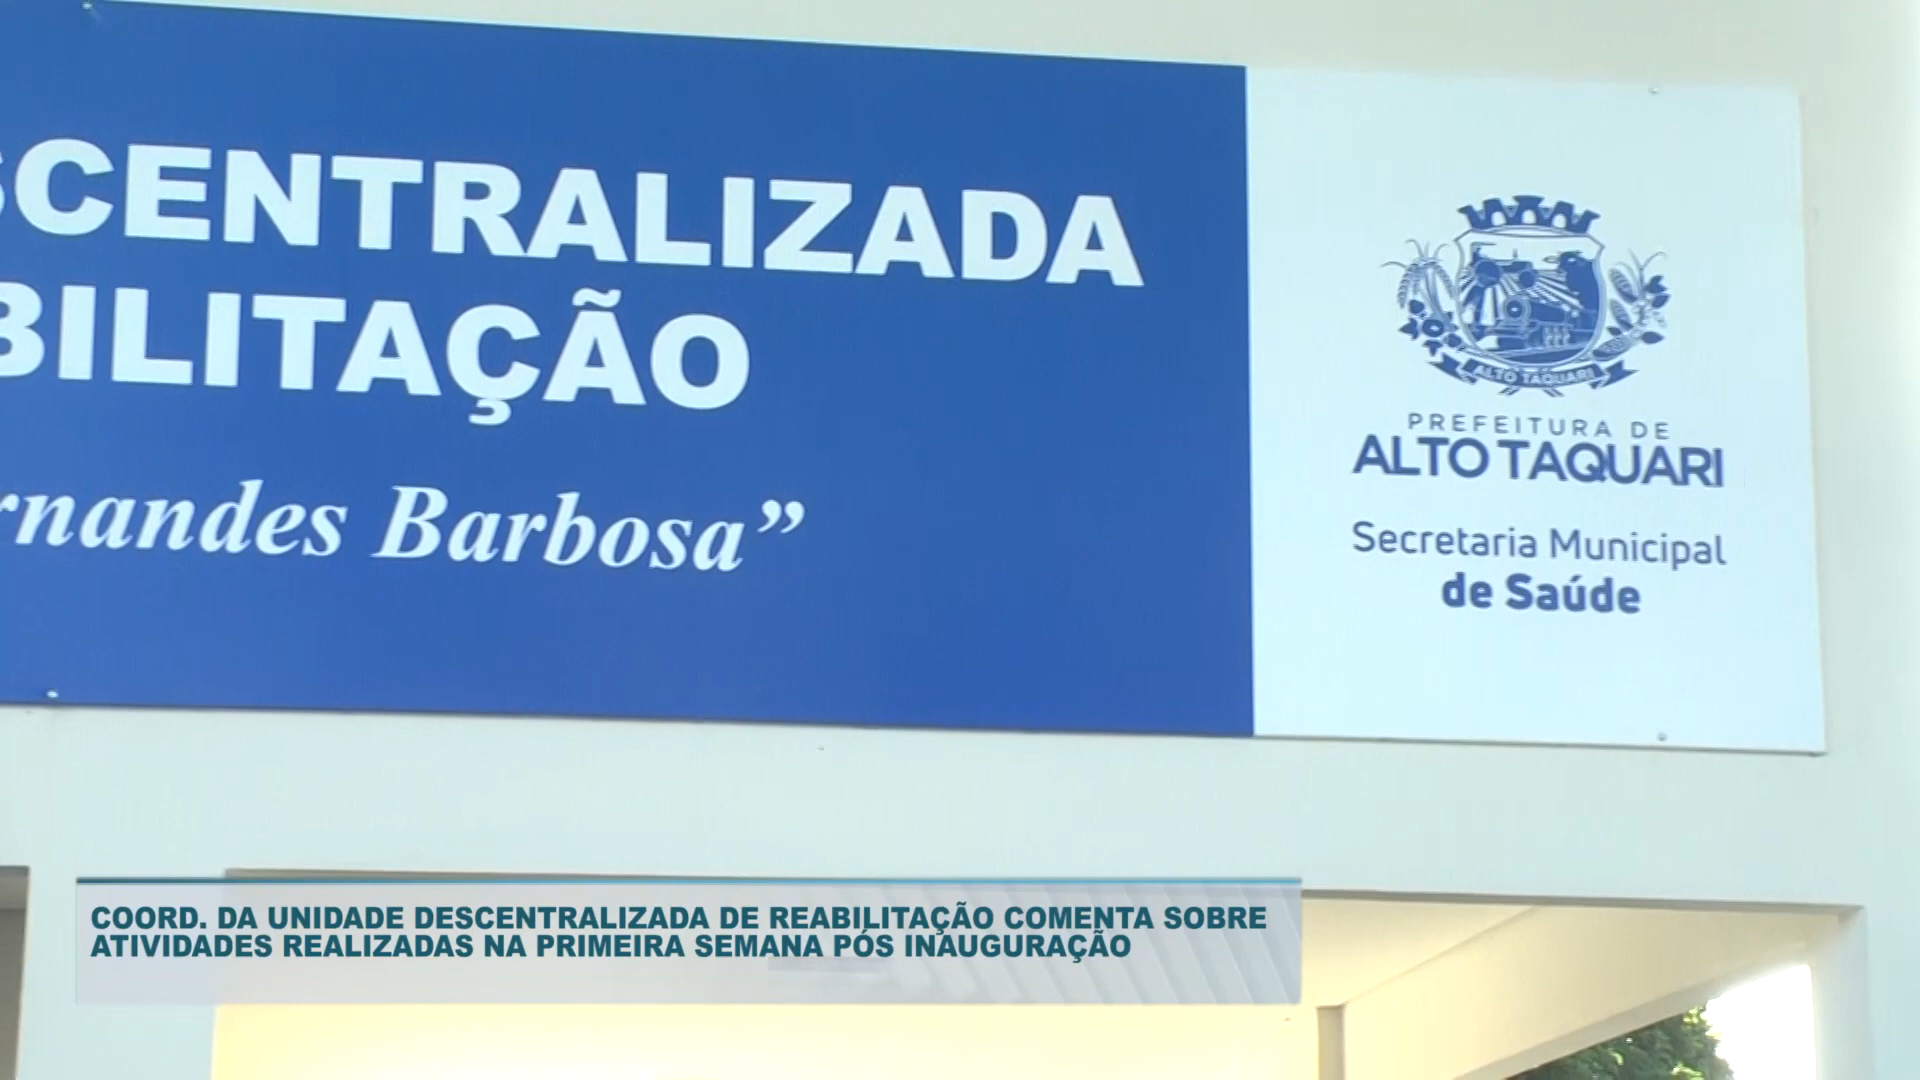 SCENTRALIZADA
BILITAÇÃO
rnandes Barbosa”
ALTO TAQUARI
PREFEITURA DE
ALTO TAQUARI
Secretaria Municipal
de Saúde
COORD. DA UNIDADE DESCENTRALIZADA DE REABILITAÇÃO COMENTA SOBRE
ATIVIDADES REALIZADAS NA PRIMEIRA SEMANA PÓS INAUGURAÇÃO